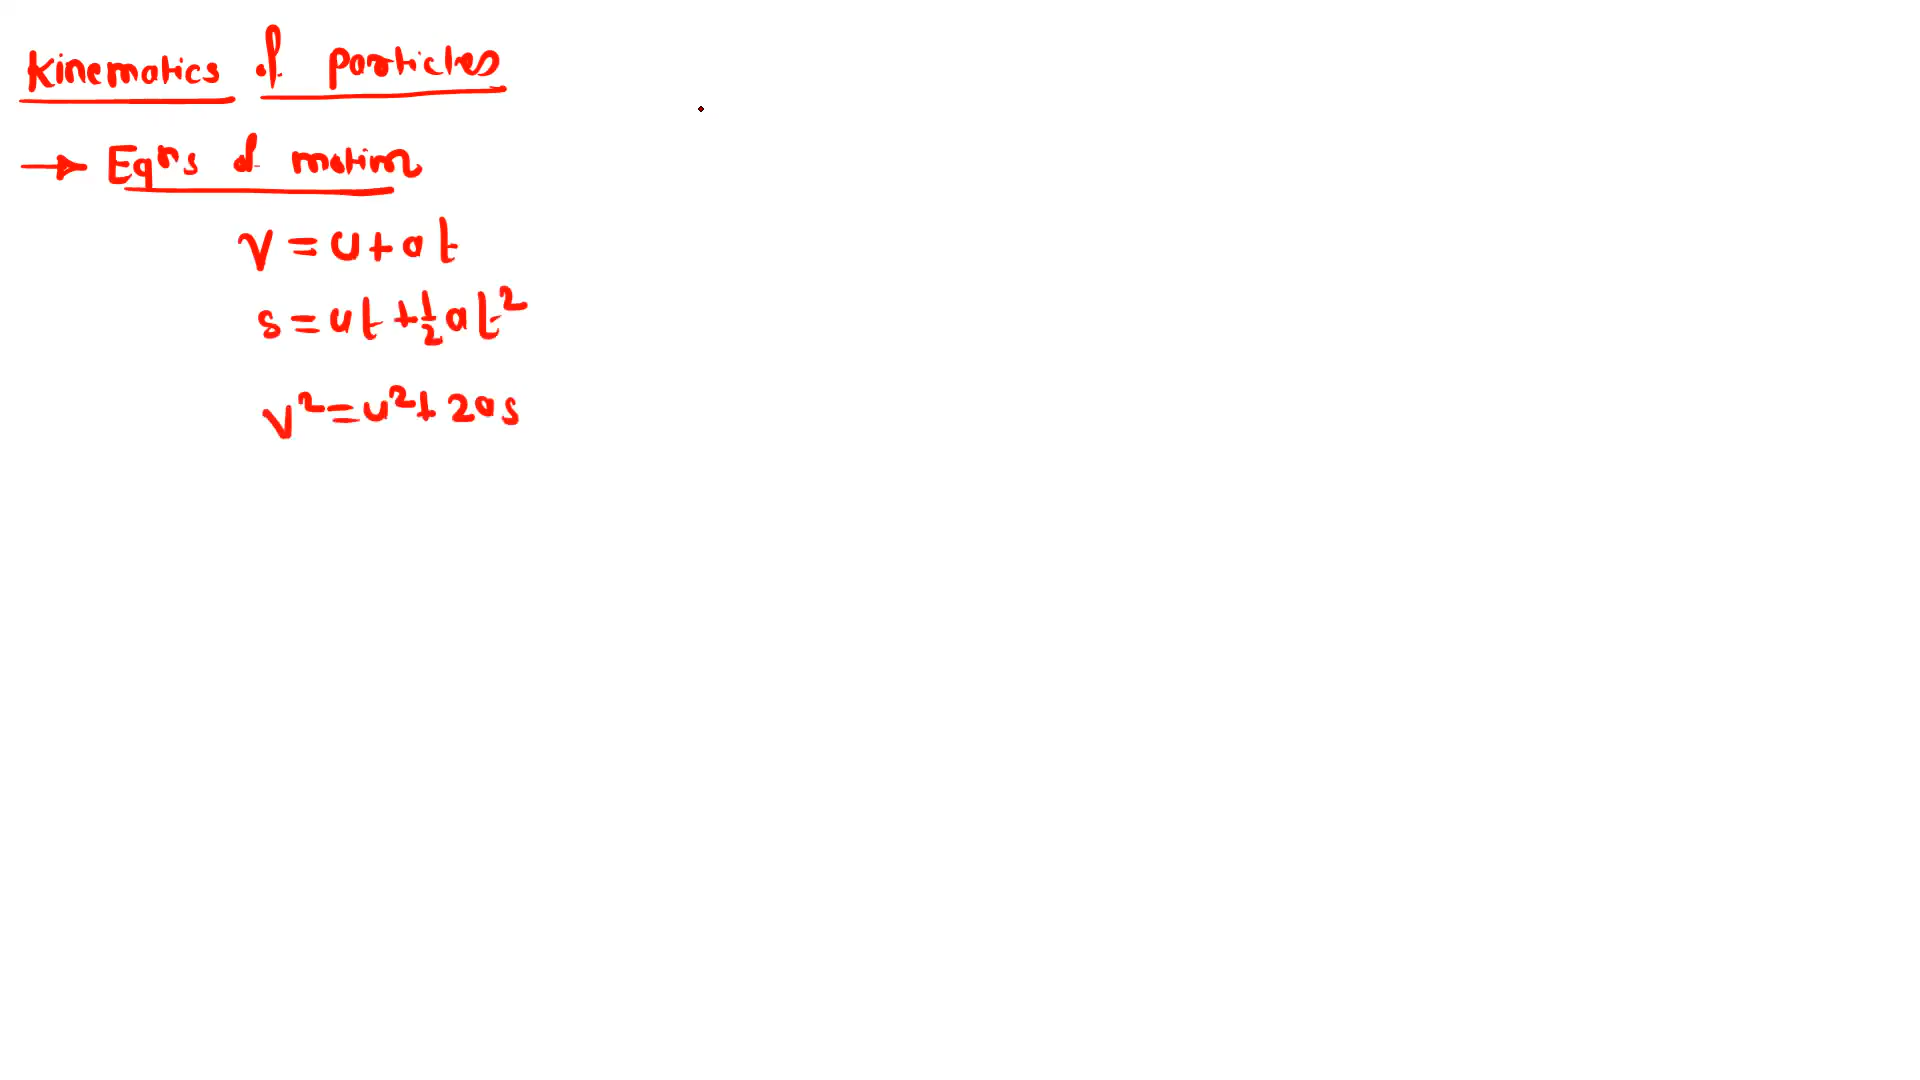 Kinematics of particles
→ Eqⁿs of motion
v = u + at
s = ut + ½at²
v² = u² + 2as